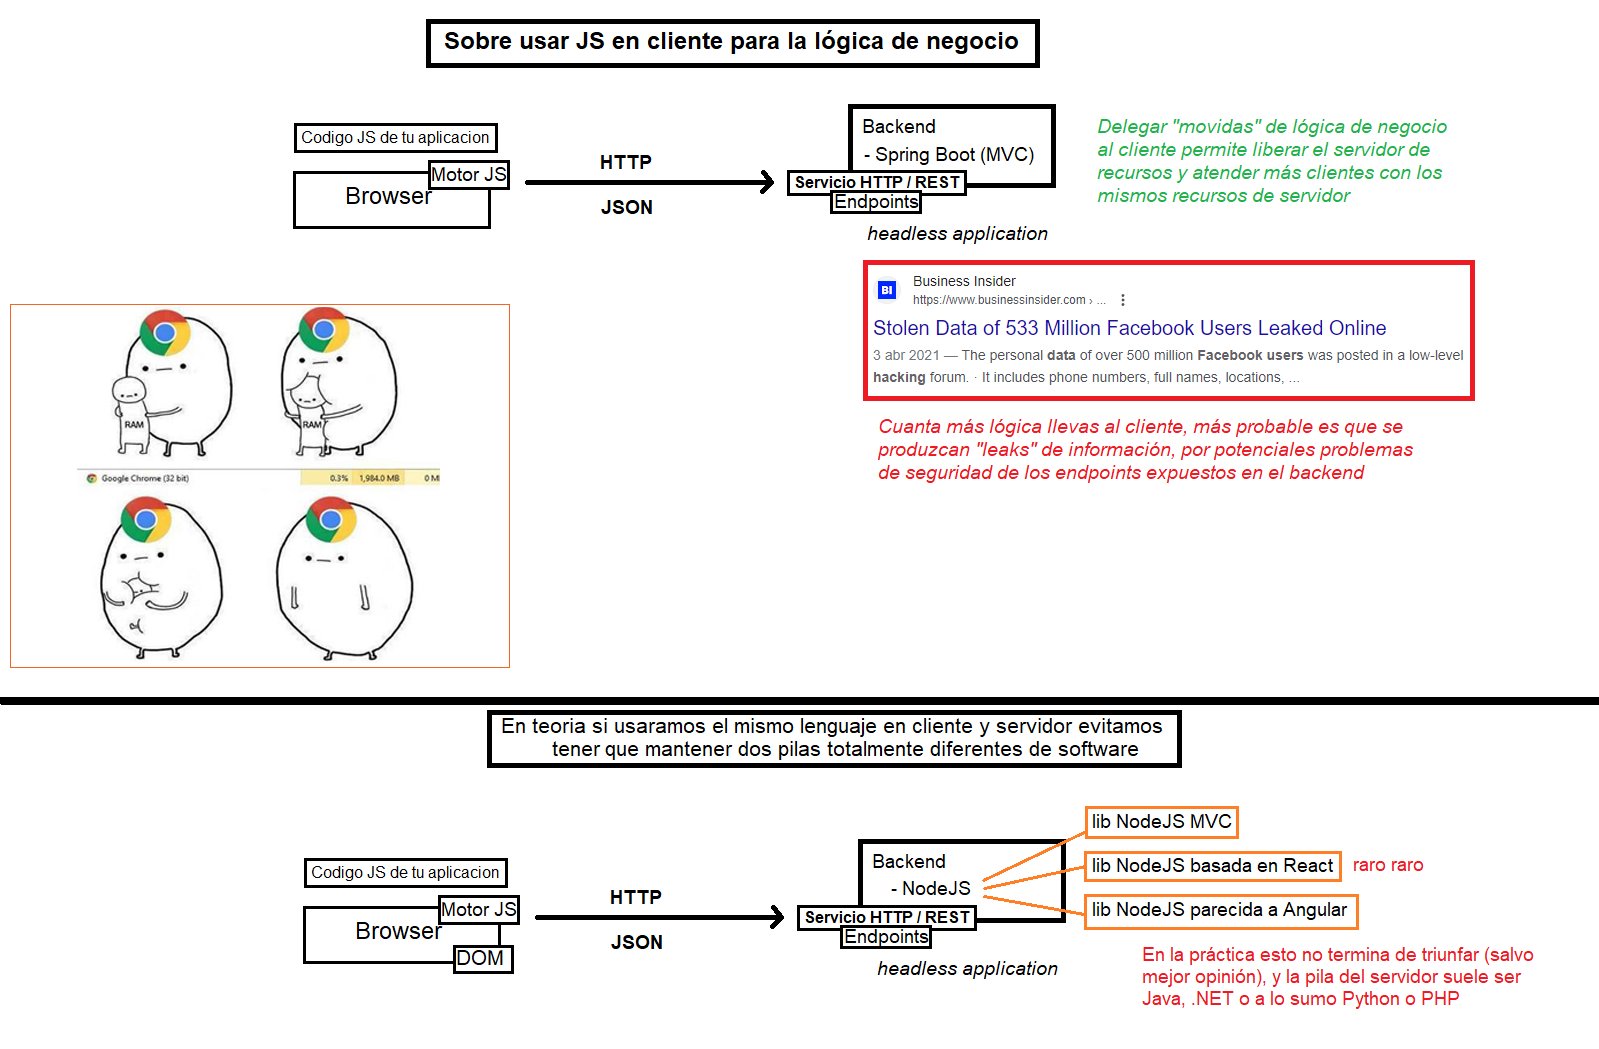 Sobre usar JS en cliente para la lógica de negocio
Codigo JS de tu aplicacion
Motor JS
Browser
HTTP
JSON
Backend
- Spring Boot (MVC)
Servicio HTTP / REST
Endpoints
headless application
Delegar "movidas" de lógica de negocio
al cliente permite liberar el servidor de
recursos y atender más clientes con los
mismos recursos de servidor
BI
Business Insider
https://www.businessinsider.com › ...
Stolen Data of 533 Million Facebook Users Leaked Online
3 abr 2021 — The personal data of over 500 million Facebook users was posted in a low-level
hacking forum. · It includes phone numbers, full names, locations, ...
Cuanta más lógica llevas al cliente, más probable es que se
produzcan "leaks" de información, por potenciales problemas
de seguridad de los endpoints expuestos en el backend
RAM
RAM
Google Chrome (32 bit) 0.3% 1,984.0 MB 0 M
En teoria si usaramos el mismo lenguaje en cliente y servidor evitamos
tener que mantener dos pilas totalmente diferentes de software
Codigo JS de tu aplicacion
Motor JS
Browser
DOM
HTTP
JSON
Backend
- NodeJS
Servicio HTTP / REST
Endpoints
headless application
lib NodeJS MVC
lib NodeJS basada en React raro raro
lib NodeJS parecida a Angular
En la práctica esto no termina de triunfar (salvo
mejor opinión), y la pila del servidor suele ser
Java, .NET o a lo sumo Python o PHP